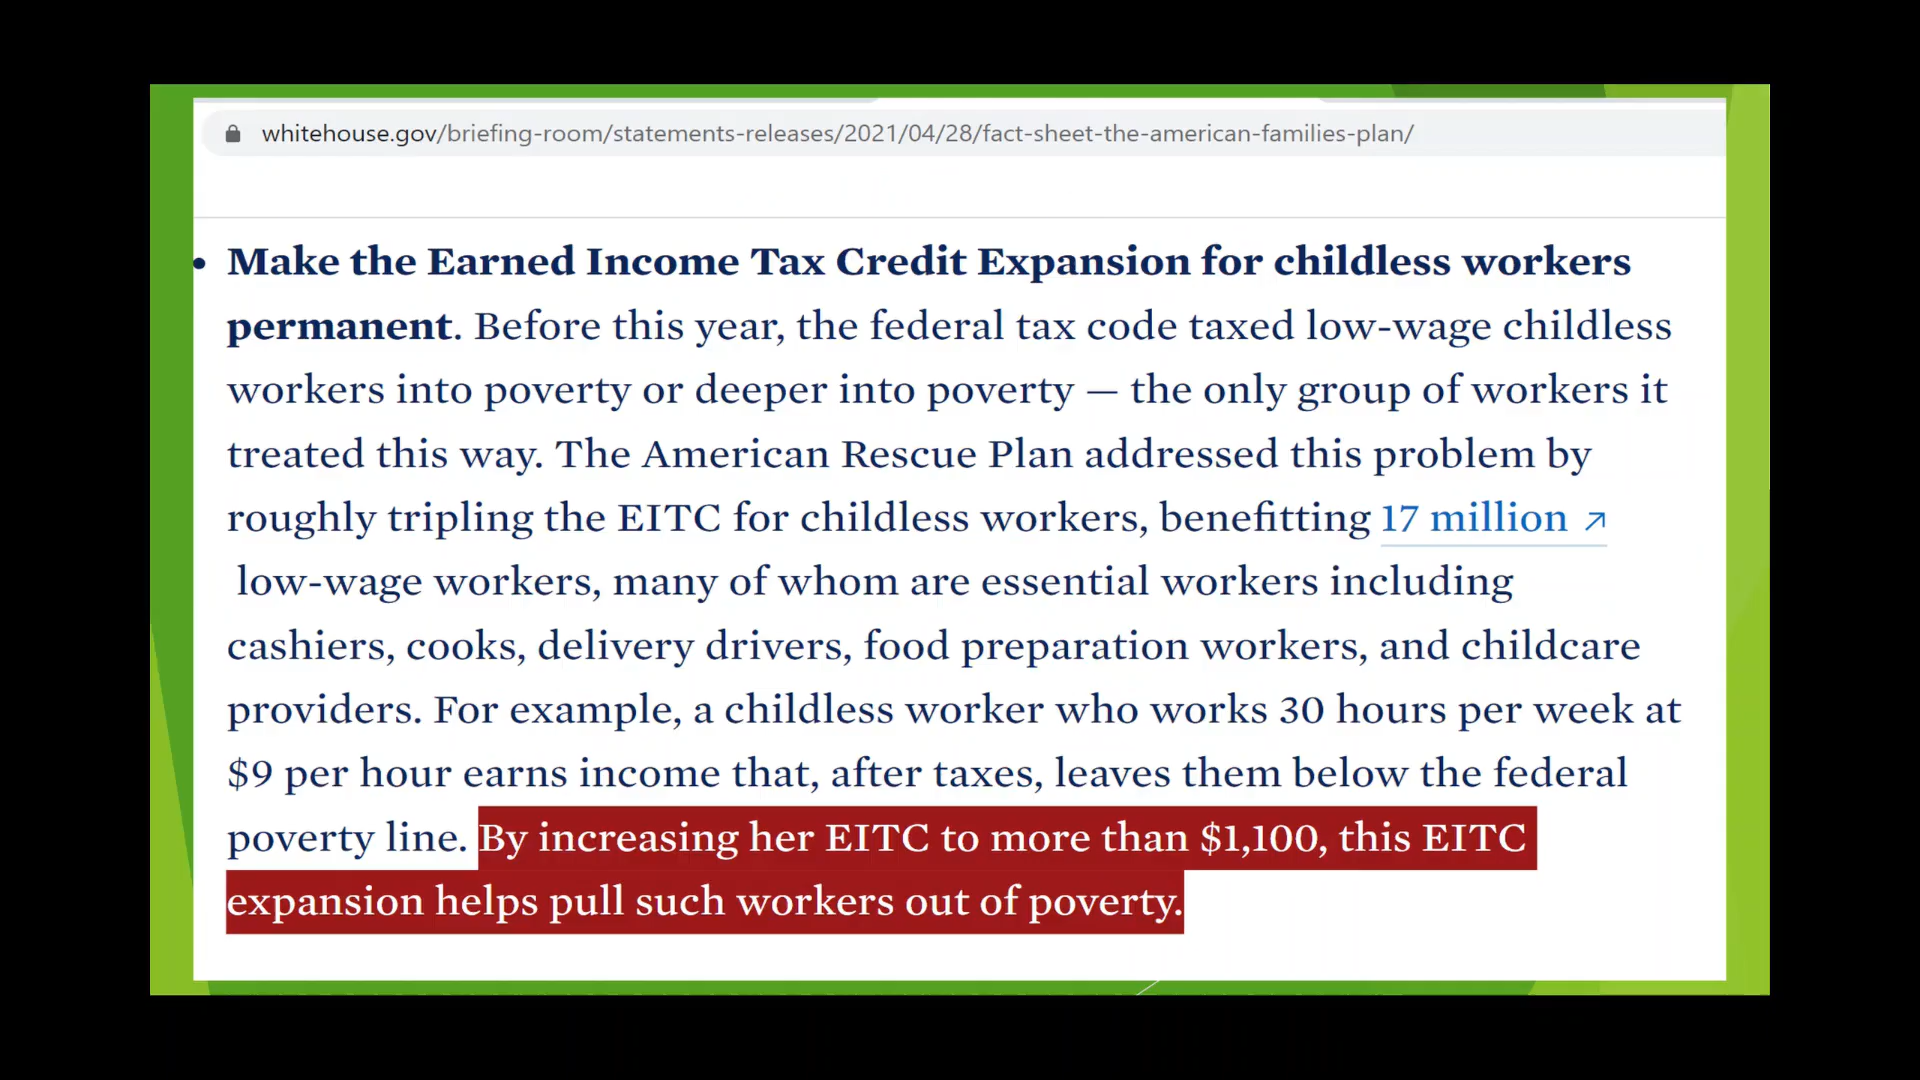 whitehouse.gov/briefing-room/statements-releases/2021/04/28/fact-sheet-the-american-families-plan/
• Make the Earned Income Tax Credit Expansion for childless workers
permanent. Before this year, the federal tax code taxed low-wage childless
workers into poverty or deeper into poverty — the only group of workers it
treated this way. The American Rescue Plan addressed this problem by
roughly tripling the EITC for childless workers, benefitting 17 million ↗
low-wage workers, many of whom are essential workers including
cashiers, cooks, delivery drivers, food preparation workers, and childcare
providers. For example, a childless worker who works 30 hours per week at
$9 per hour earns income that, after taxes, leaves them below the federal
poverty line. By increasing her EITC to more than $1,100, this EITC
expansion helps pull such workers out of poverty.